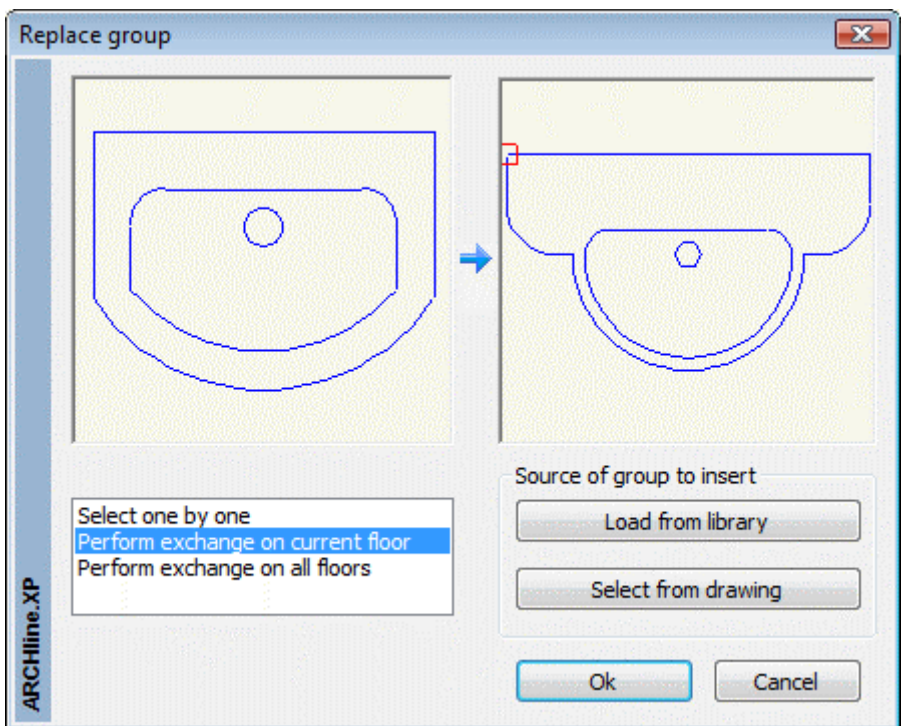 Replace group
Select one by one
Perform exchange on current floor
Perform exchange on all floors
Source of group to insert
Load from library
Select from drawing
Ok
Cancel
ARCHline.XP